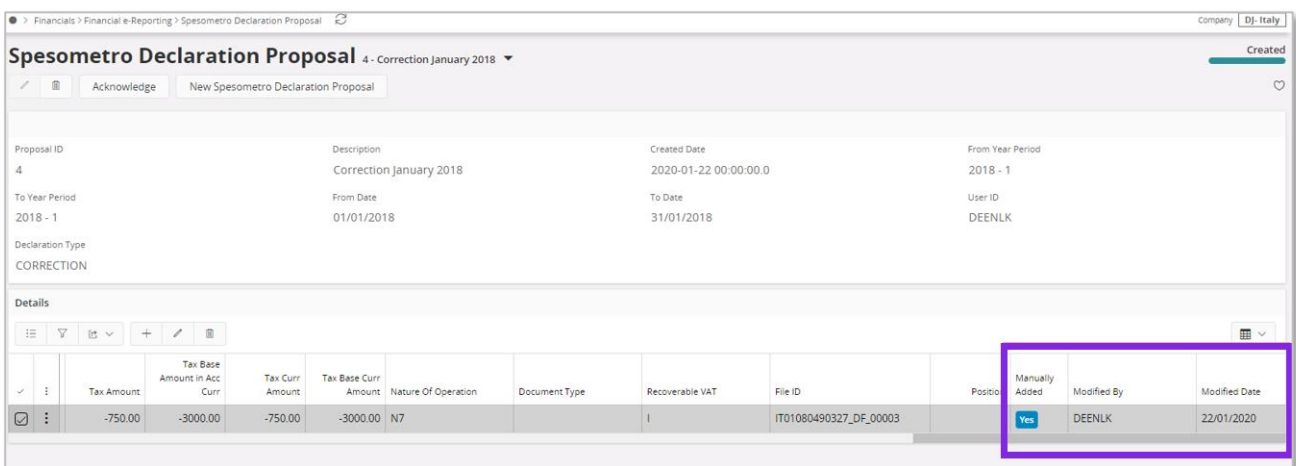 Financials > Financial e-Reporting > Spesometro Declaration Proposal
Company DJ- Italy
Spesometro Declaration Proposal 4 - Correction January 2018
Created
Acknowledge New Spesometro Declaration Proposal
Proposal ID Description Created Date From Year Period
4 Correction January 2018 2020-01-22 00:00:00.0 2018 - 1
To Year Period From Date To Date User ID
2018 - 1 01/01/2018 31/01/2018 DEENLK
Declaration Type
CORRECTION
Details
Tax Amount Tax Base Amount in Acc Curr Tax Curr Amount Tax Base Curr Amount Nature Of Operation Document Type Recoverable VAT File ID Position Manually Added Modified By Modified Date
-750.00 -3000.00 -750.00 -3000.00 N7 I IT01080490327_DF_00003 Yes DEENLK 22/01/2020